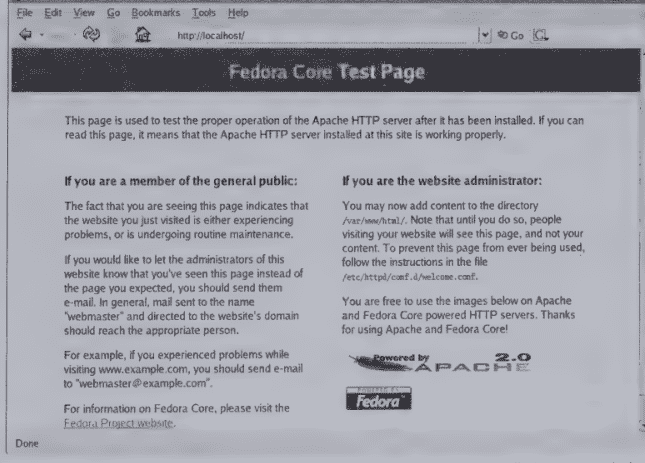 File Edit View Go Bookmarks Tools Help
http://localhost/ Go
Fedora Core Test Page
This page is used to test the proper operation of the Apache HTTP server after it has been installed. If you can
read this page, it means that the Apache HTTP server installed at this site is working properly.
If you are a member of the general public:
The fact that you are seeing this page indicates that
the website you just visited is either experiencing
problems, or is undergoing routine maintenance.
If you would like to let the administrators of this
website know that you've seen this page instead of
the page you expected, you should send them
e-mail. In general, mail sent to the name
"webmaster" and directed to the website's domain
should reach the appropriate person.
For example, if you experienced problems while
visiting www.example.com, you should send e-mail
to "webmaster@example.com".
For information on Fedora Core, please visit the
Fedora Project website.
If you are the website administrator:
You may now add content to the directory
/var/www/html/. Note that until you do so, people
visiting your website will see this page, and not your
content. To prevent this page from ever being used,
follow the instructions in the file
/etc/httpd/conf.d/welcome.conf.
You are free to use the images below on Apache
and Fedora Core powered HTTP servers. Thanks
for using Apache and Fedora Core!
Powered by 2.0
APACHE
Fedora
Done